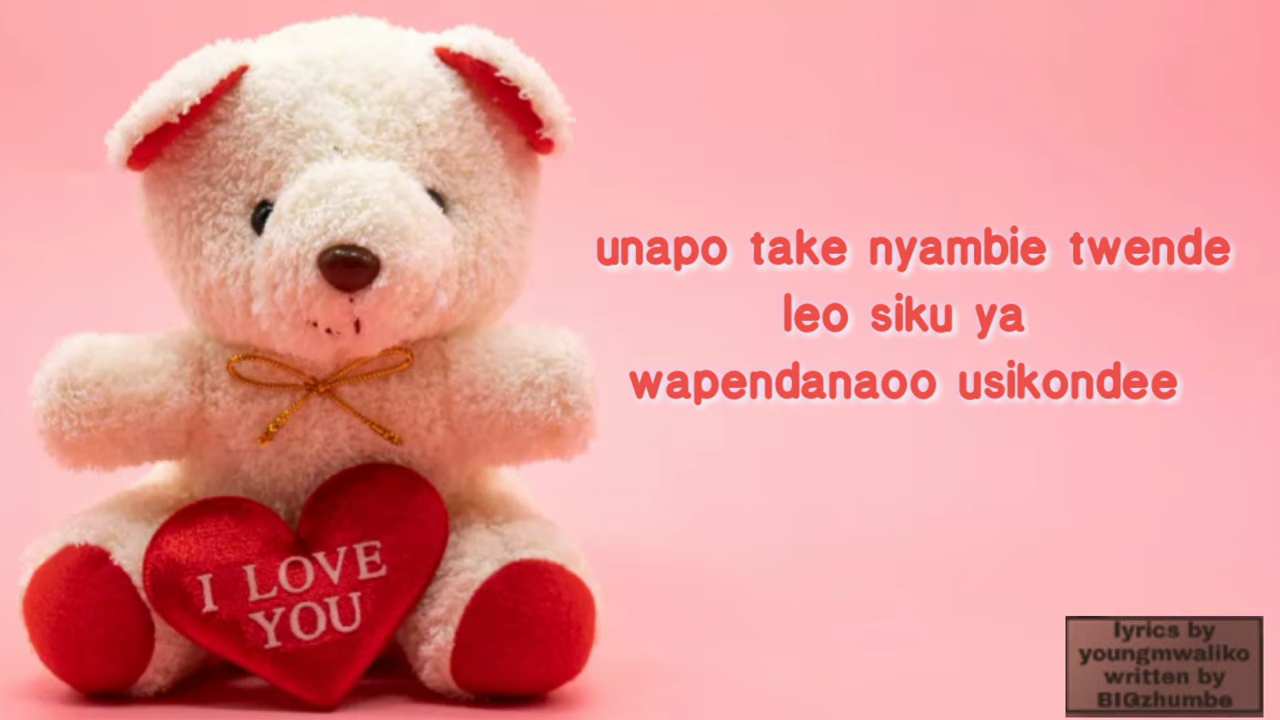 unapo take nyambie twende
leo siku ya
wapendanaoo usikondee
I LOVE
YOU
lyrics by
youngmwaliko
written by
BIGzhumbe